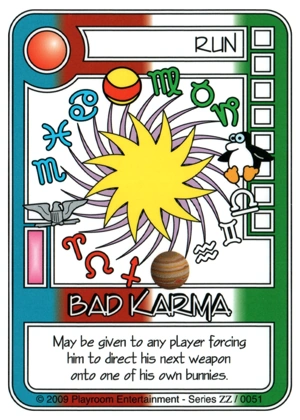 RUN
BAD KARMA
May be given to any player forcing
him to direct his next weapon
onto one of his own bunnies.
© 2009 Playroom Entertainment - Series ZZ / 0051